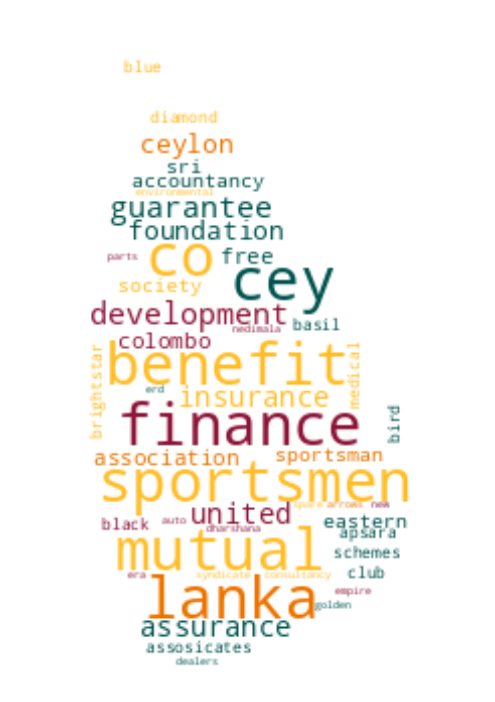 blue
diamond
ceylon
sri
accountancy
environmental
guarantee
foundation
co
free
parts
cey
society
development
basil
nedimala
colombo
benefit
brightstar
medical
erd
insurance
finance
bird
association
sportsman
sportsmen
spare
arrows
new
united
black
auto
eastern
dharshana
apsara
mutual
schemes
era
syndicate
consultancy
club
lanka
empire
golden
assurance
assosicates
dealers